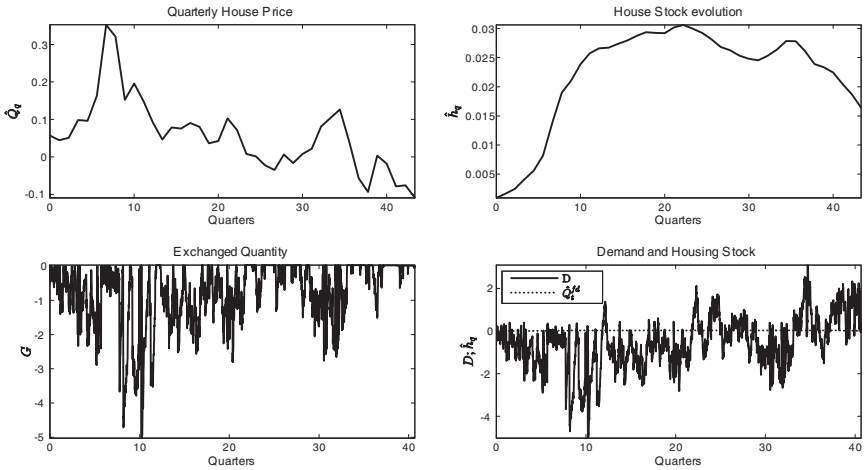 Quarterly House Price
0.3
0.2
0.1
0
-0.1
Q̂q
0 10 20 30 40
Quarters
House Stock evolution
0.03
0.025
0.02
0.015
0.01
0.005
ĥq
0 10 20 30 40
Quarters
Exchanged Quantity
0
-1
-2
-3
-4
-5
G
0 10 20 30 40
Quarters
Demand and Housing Stock
D
Q̂t^fd
2
0
-2
-4
D; ĥq
0 10 20 30 40
Quarters